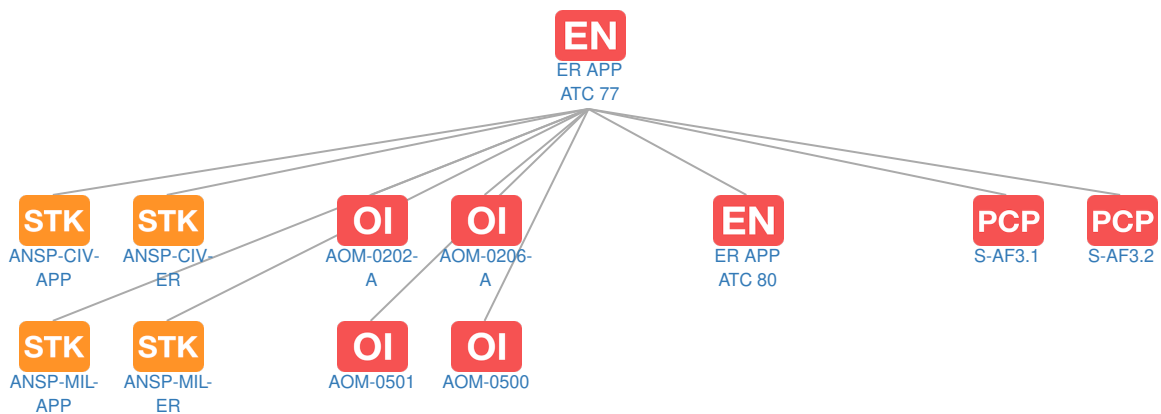 EN
ER APP
ATC 77
STK STK OI OI EN PCP PCP
ANSP-CIV- ANSP-CIV- AOM-0202- AOM-0206- ER APP S-AF3.1 S-AF3.2
APP ER A A ATC 80
STK STK OI OI
ANSP-MIL- ANSP-MIL- AOM-0501 AOM-0500
APP ER